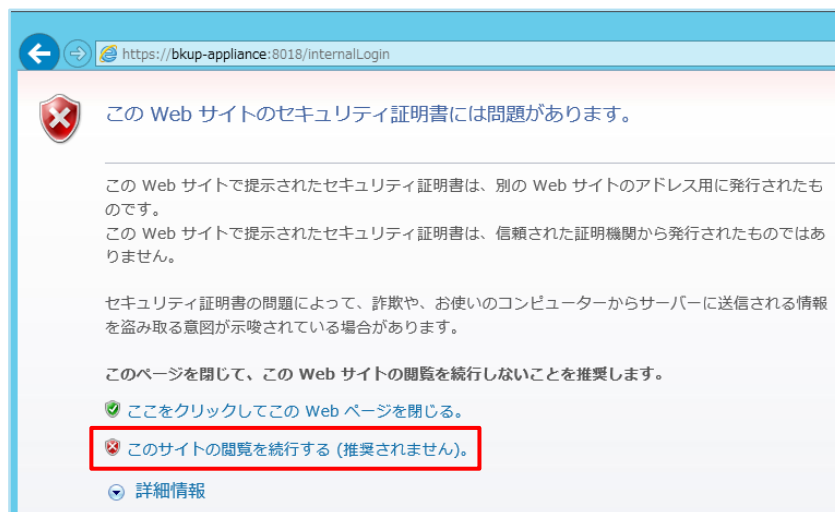 https://bkup-appliance:8018/internalLogin
この Web サイトのセキュリティ証明書には問題があります。
この Web サイトで提示されたセキュリティ証明書は、別の Web サイトのアドレス用に発行されたも
のです。
この Web サイトで提示されたセキュリティ証明書は、信頼された証明機関から発行されたものではあ
りません。
セキュリティ証明書の問題によって、詐欺や、お使いのコンピューターからサーバーに送信される情報
を盗み取る意図が示唆されている場合があります。
このページを閉じて、この Web サイトの閲覧を続行しないことを推奨します。
ここをクリックしてこの Web ページを閉じる。
このサイトの閲覧を続行する (推奨されません)。
詳細情報